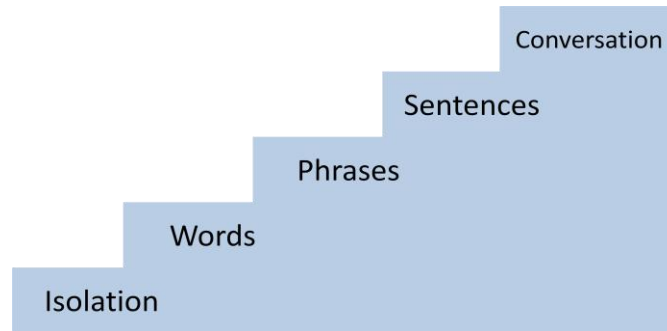 Conversation
Sentences
Phrases
Words
Isolation